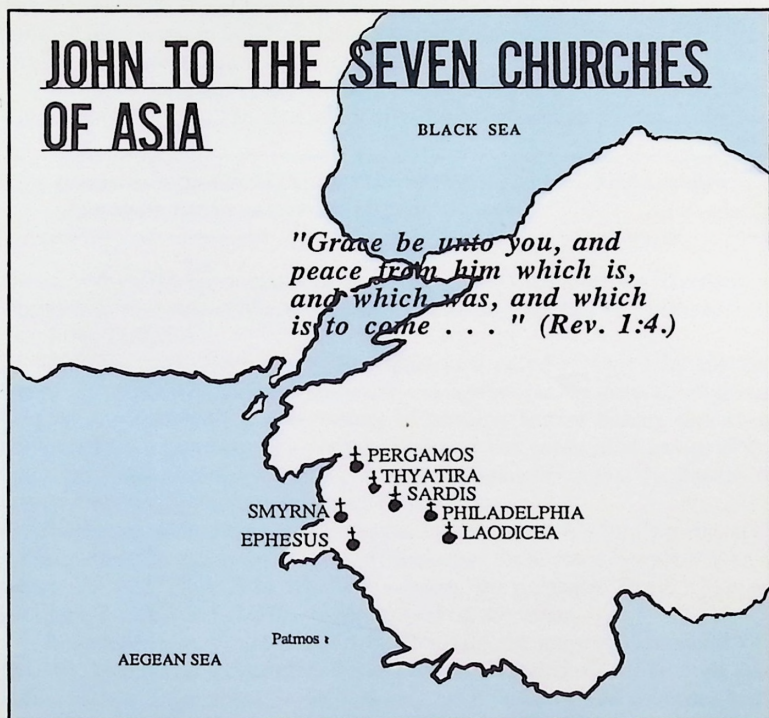 JOHN TO THE SEVEN CHURCHES
OF ASIA
BLACK SEA
"Grace be unto you, and
peace from him which is,
and which was, and which
is to come . . . " (Rev. 1:4.)
PERGAMOS
THYATIRA
SARDIS
SMYRNA
PHILADELPHIA
EPHESUS
LAODICEA
Patmos
AEGEAN SEA